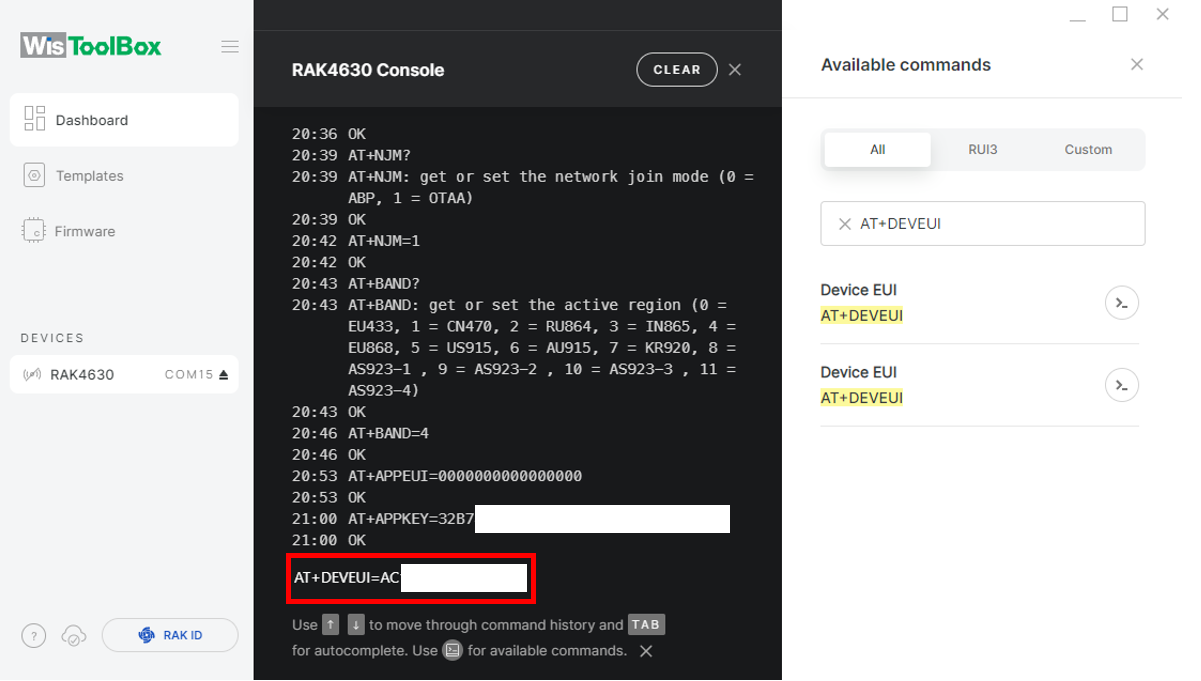 WisToolBox
Dashboard
Templates
Firmware
DEVICES
RAK4630 COM15
?
RAK ID
RAK4630 Console
CLEAR
20:36 OK
20:39 AT+NJM?
20:39 AT+NJM: get or set the network join mode (0 =
ABP, 1 = OTAA)
20:39 OK
20:42 AT+NJM=1
20:42 OK
20:43 AT+BAND?
20:43 AT+BAND: get or set the active region (0 =
EU433, 1 = CN470, 2 = RU864, 3 = IN865, 4 =
EU868, 5 = US915, 6 = AU915, 7 = KR920, 8 =
AS923-1 , 9 = AS923-2 , 10 = AS923-3 , 11 =
AS923-4)
20:43 OK
20:46 AT+BAND=4
20:46 OK
20:53 AT+APPEUI=0000000000000000
20:53 OK
21:00 AT+APPKEY=32B7
21:00 OK
AT+DEVEUI=AC
Use ↑ ↓ to move through command history and TAB
for autocomplete. Use for available commands.
Available commands
All RUI3 Custom
AT+DEVEUI
Device EUI
AT+DEVEUI
Device EUI
AT+DEVEUI